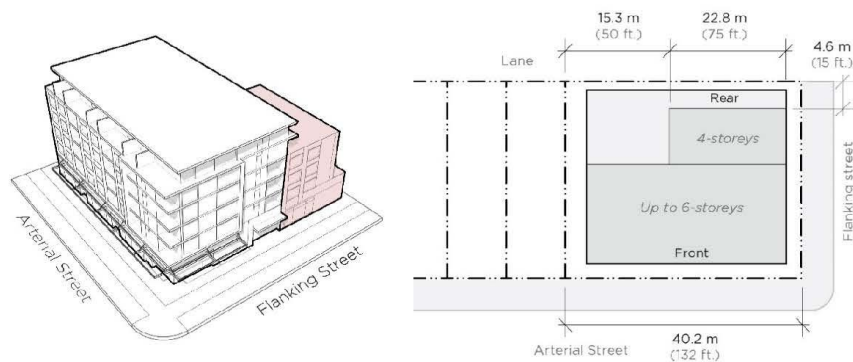 Arterial Street
Flanking Street
15.3 m
(50 ft.)
22.8 m
(75 ft.)
4.6 m
(15 ft.)
Lane
Rear
4-storeys
Up to 6-storeys
Front
Flanking street
40.2 m
(132 ft.)
Arterial Street